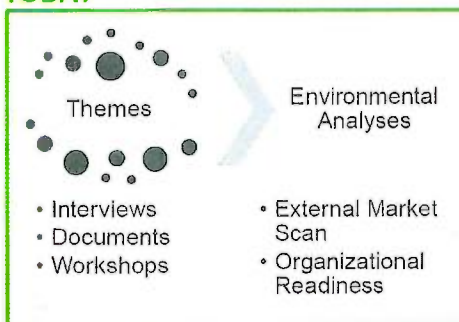 Themes
Environmental
Analyses
• Interviews
• Documents
• Workshops
• External Market
Scan
• Organizational
Readiness